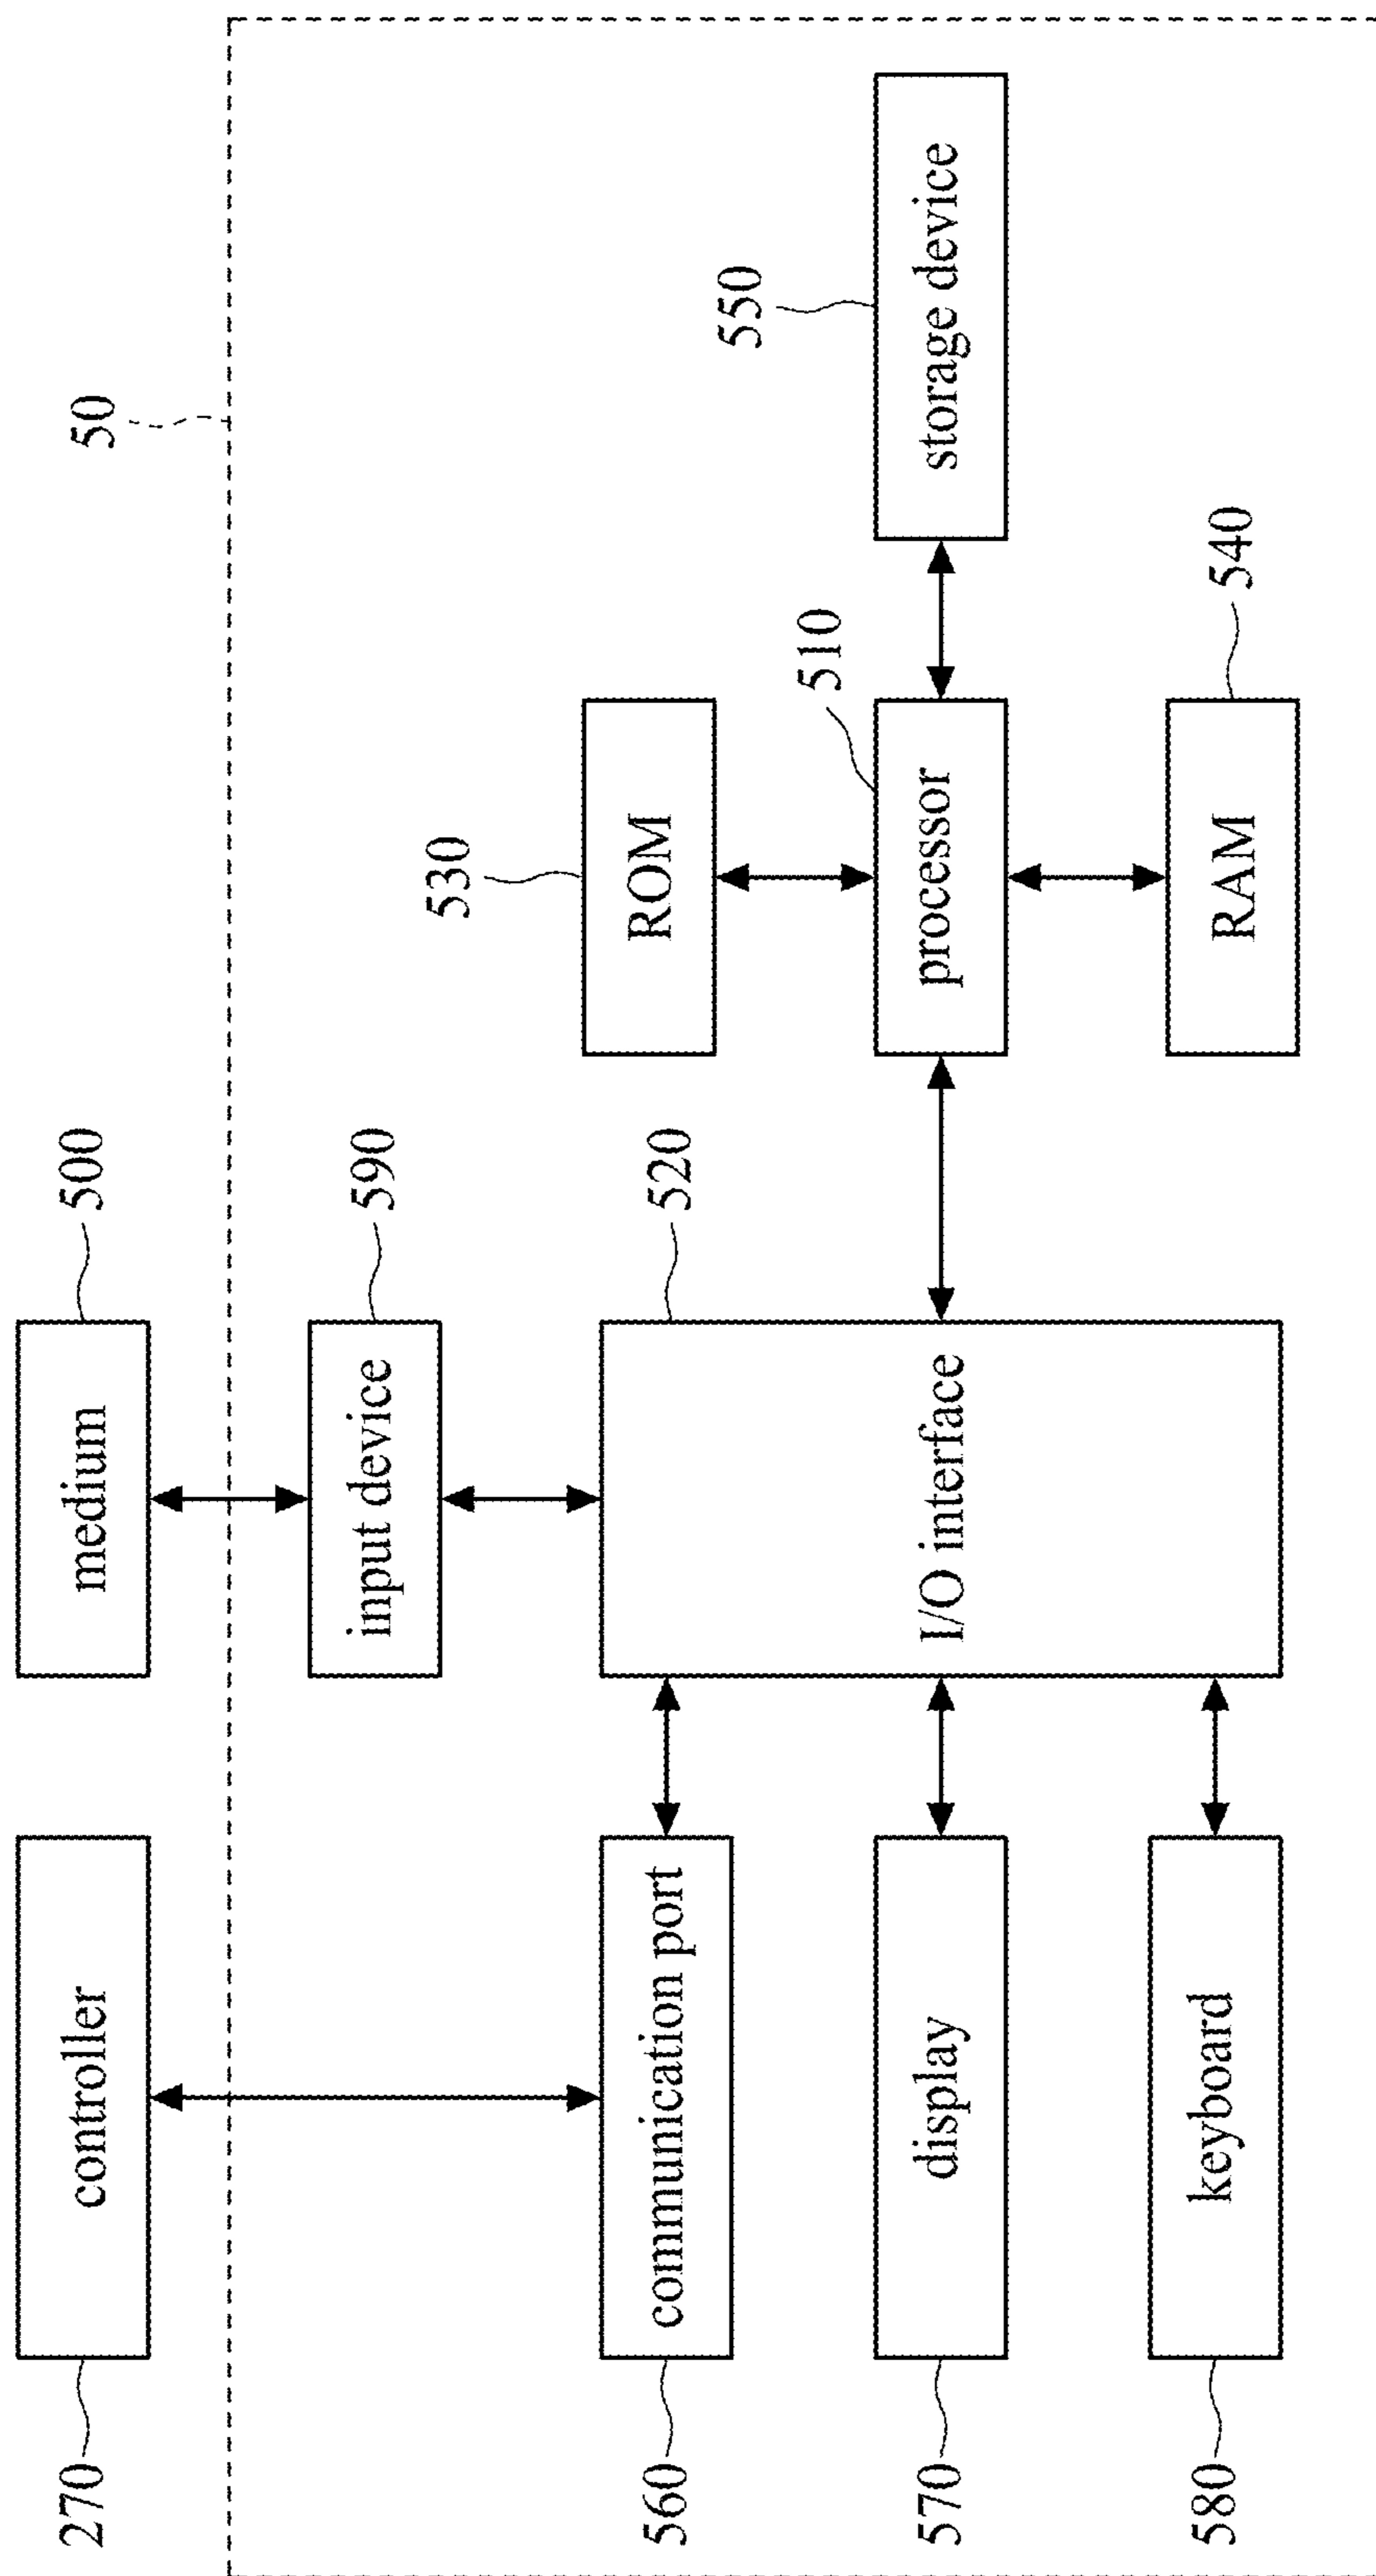 50
270
controller
medium
500
input device
590
560
communication port
I/O interface
520
ROM
530
570
display
processor
510
storage device
550
580
keyboard
RAM
540